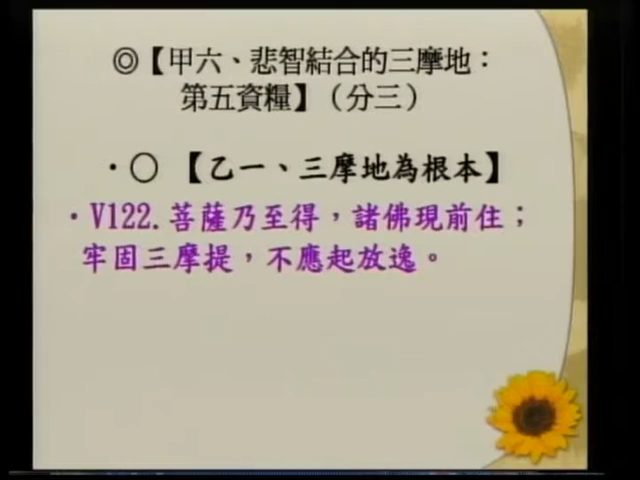 ◎【甲六、悲智結合的三摩地：
第五資糧】（分三）
·○ 【乙一、三摩地為根本】
·V122.菩薩乃至得，諸佛現前住；
牢固三摩提，不應起放逸。